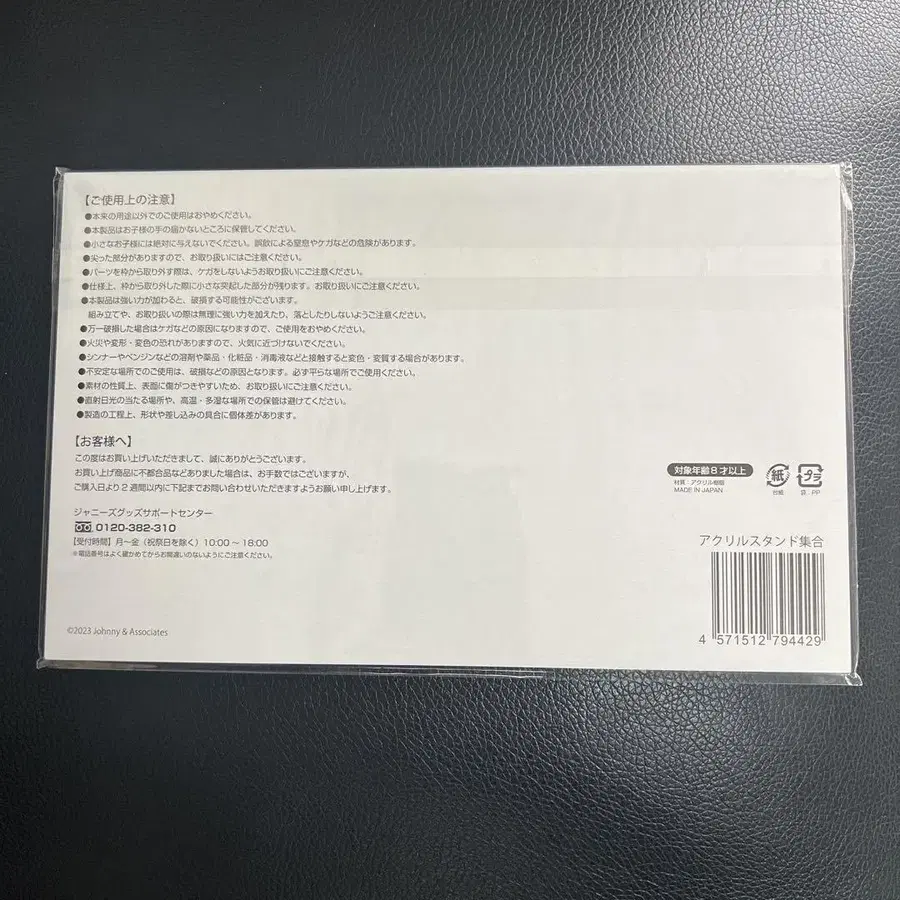 【ご使用上の注意】
●本来の用途以外でのご使用はおやめください。
●本製品はお子様の手の届かないところに保管してください。
●小さなお子様には絶対に与えないでください。誤飲による窒息やケガなどの危険があります。
●尖った部分がありますので、お取り扱いにはご注意ください。
●パーツを枠から取り外す際は、ケガをしないようお取り扱いにご注意ください。
●仕様上、枠から取り外した際に小さな突起した部分が残ります。お取り扱いにご注意ください。
●本製品は強い力が加わると、破損する可能性がございます。
組み立てや、お取り扱いの際は無理に強い力を加えたり、落としたりしないようご注意ください。
●万一破損した場合はケガなどの原因になりますので、ご使用をおやめください。
●火災や変形・変色の恐れがありますので、火気に近づけないでください。
●シンナーやベンジンなどの溶剤や薬品・化粧品・消毒液などと接触すると変色・変質する場合があります。
●不安定な場所でのご使用は、破損などの原因となります。必ず平らな場所でご使用ください。
●素材の性質上、表面に傷がつきやすいため、お取り扱いにご注意ください。
●直射日光の当たる場所や、高温・多湿な場所での保管は避けてください。
●製造の工程上、形状や差し込みの具合に個体差があります。
【お客様へ】
この度はお買い上げいただきまして、誠にありがとうございます。
お買い上げ商品に不都合品などありました場合は、お手数ではございますが、
ご購入日より2週間以内に下記までお問い合わせいただきますようお願い申し上げます。
ジャニーズグッズサポートセンター
0120-382-310
【受付時間】月～金（祝祭日を除く）10:00～18:00
※電話番号はよく確かめてからお間違いのないようにご注意ください。
©2023 Johnny & Associates
対象年齢8才以上
材質：アクリル樹脂
MADE IN JAPAN
紙
台紙
プラ
袋：PP
アクリルスタンド集合
4 571512 794429